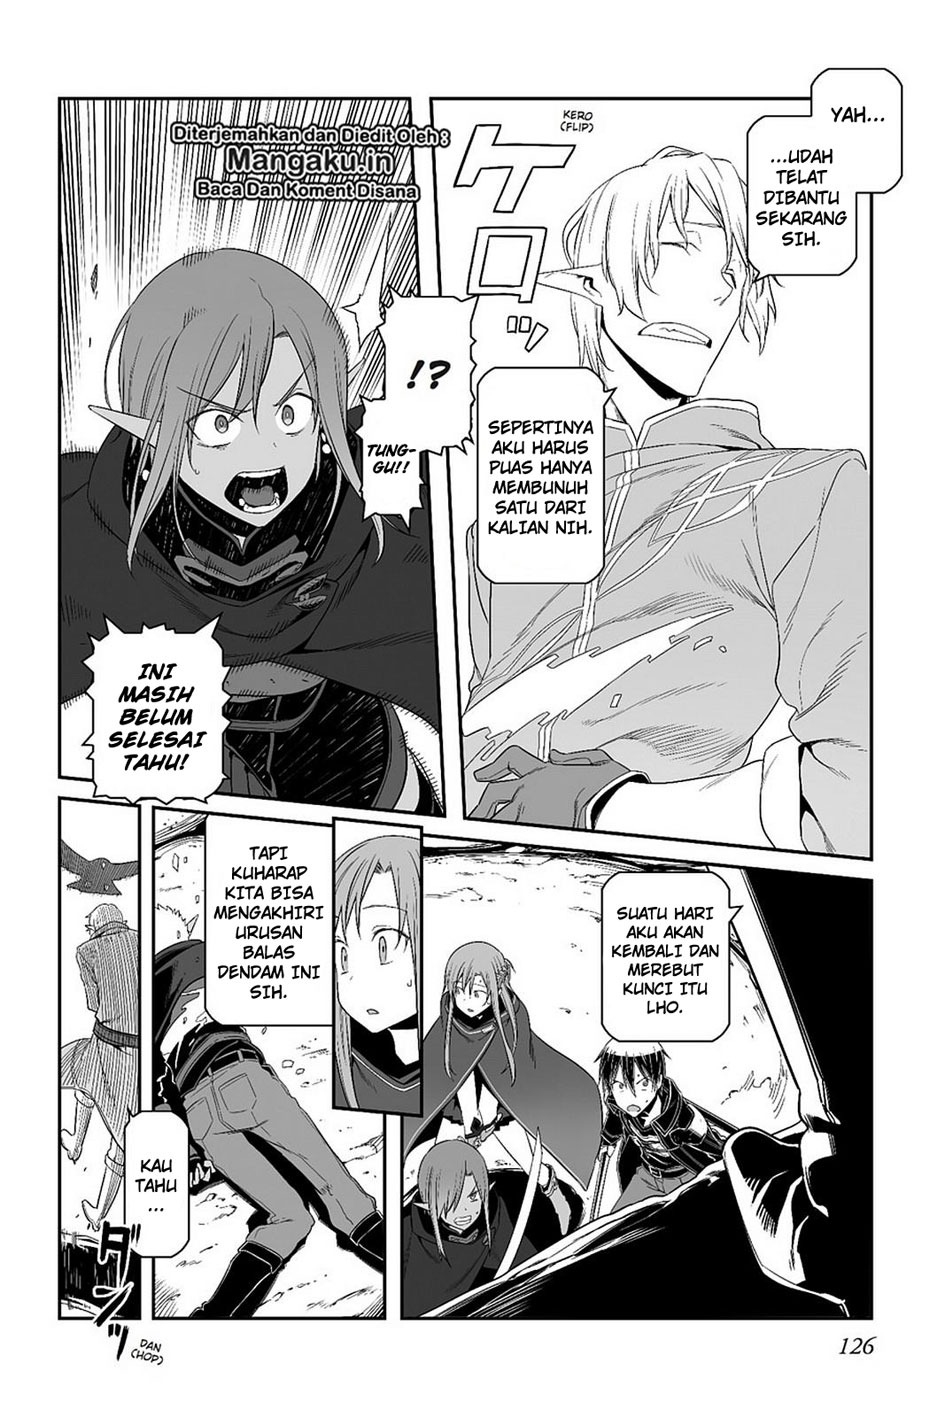 YAH...
...UDAH
TELAT
DIBANTU
SEKARANG
SIH.
KERO
(FLIP)
ケロッ
SEPERTINYA
AKU HARUS
PUAS HANYA
MEMBUNUH
SATU DARI
KALIAN NIH.
Diterjemahkan dan Diedit Oleh :
Mangaku.in
Baca Dan Koment Disana
!?
TUNG-
GU!!
INI
MASIH
BELUM
SELESAI
TAHU!
SUATU HARI
AKU AKAN
KEMBALI DAN
MEREBUT
KUNCI ITU
LHO.
TAPI
KUHARAP
KITA BISA
MENGAKHIRI
URUSAN
BALAS
DENDAM INI
SIH.
KAU
TAHU
...
ダンッ
DAN
(HOP)
126